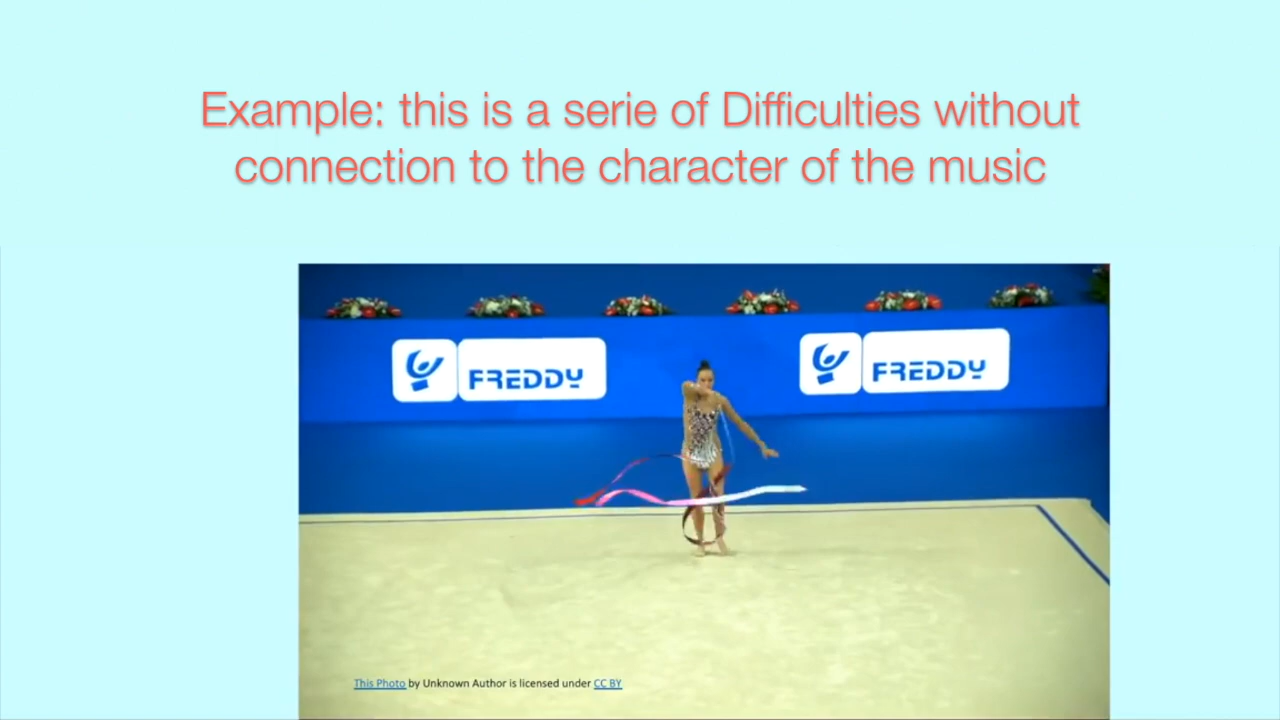 Example: this is a serie of Difficulties without
connection to the character of the music
FREDDY
FREDDY
This Photo by Unknown Author is licensed under CC BY